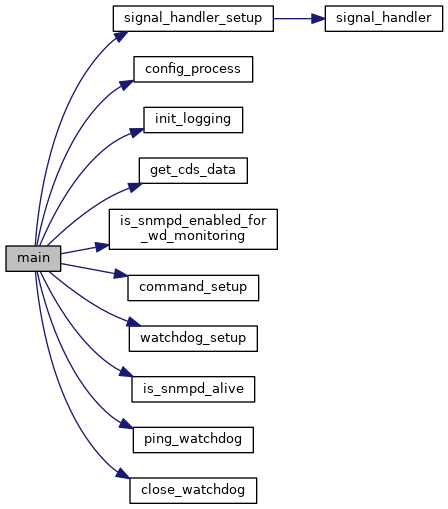 signal_handler_setup
signal_handler
config_process
init_logging
get_cds_data
is_snmpd_enabled_for
_wd_monitoring
main
command_setup
watchdog_setup
is_snmpd_alive
ping_watchdog
close_watchdog